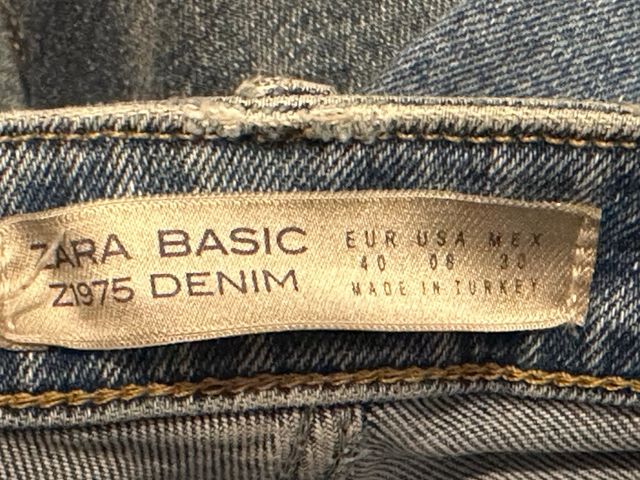 ZARA BASIC
Z1975 DENIM
EUR USA MEX
40 08 30
MADE IN TURKEY